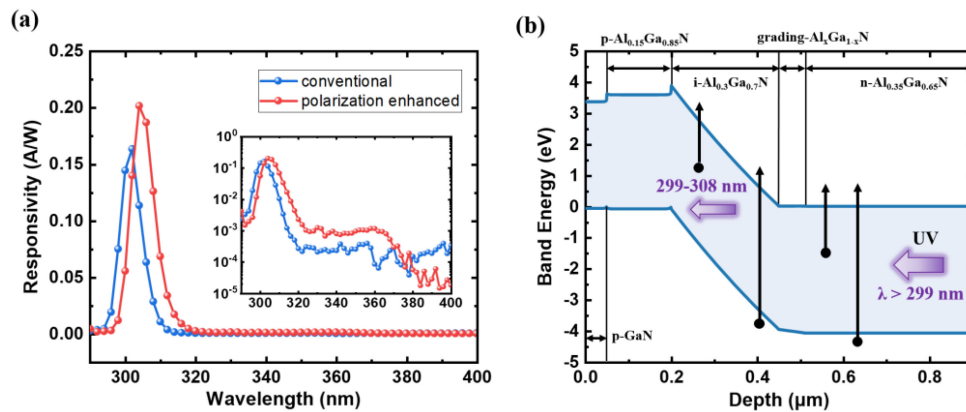 (a)
Responsivity (A/W)
0.25
0.20
0.15
0.10
0.05
0.00
300 320 340 360 380 400
Wavelength (nm)
conventional
polarization enhanced
10⁰
10⁻¹
10⁻²
10⁻³
10⁻⁴
10⁻⁵
300 320 340 360 380 400
(b)
p-Al₀.₁₅Ga₀.₈₅N grading-AlₓGa₁₋ₓN
i-Al₀.₃Ga₀.₇N n-Al₀.₃₅Ga₀.₆₅N
Band Energy (eV)
5
4
3
2
1
0
-1
-2
-3
-4
-5
299-308 nm
UV
λ > 299 nm
p-GaN
0.0 0.2 0.4 0.6 0.8
Depth (μm)